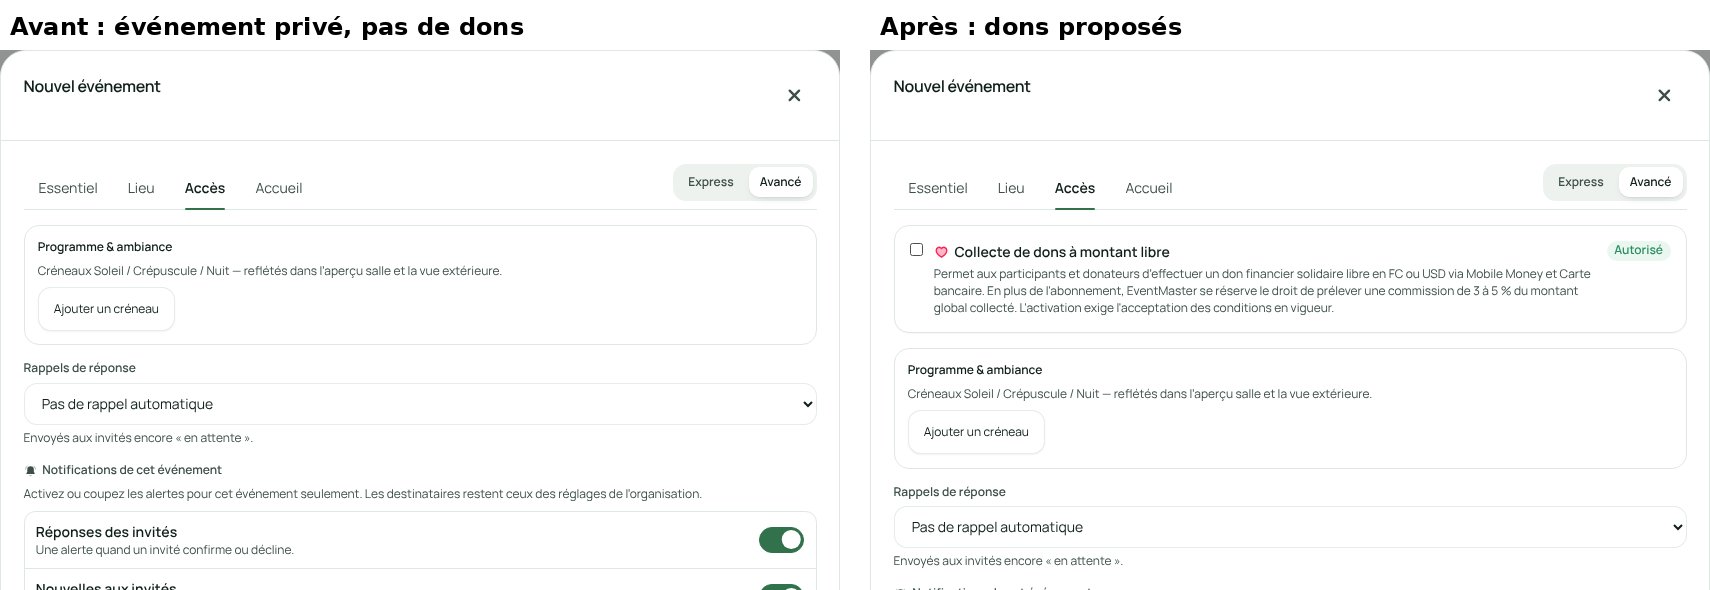 Avant : événement privé, pas de dons
Nouvel événement
Essentiel Lieu Accès Accueil Express Avancé
Programme & ambiance
Créneaux Soleil / Crépuscule / Nuit — reflétés dans l'aperçu salle et la vue extérieure.
Ajouter un créneau
Rappels de réponse
Pas de rappel automatique
Envoyés aux invités encore « en attente ».
Notifications de cet événement
Activez ou coupez les alertes pour cet événement seulement. Les destinataires restent ceux des réglages de l'organisation.
Réponses des invités
Une alerte quand un invité confirme ou décline.
Nouvelles aux invités
Après : dons proposés
Nouvel événement
Essentiel Lieu Accès Accueil Express Avancé
Collecte de dons à montant libre Autorisé
Permet aux participants et donateurs d'effectuer un don financier solidaire libre en FC ou USD via Mobile Money et Carte
bancaire. En plus de l'abonnement, EventMaster se réserve le droit de prélever une commission de 3 à 5 % du montant
global collecté. L'activation exige l'acceptation des conditions en vigueur.
Programme & ambiance
Créneaux Soleil / Crépuscule / Nuit — reflétés dans l'aperçu salle et la vue extérieure.
Ajouter un créneau
Rappels de réponse
Pas de rappel automatique
Envoyés aux invités encore « en attente ».